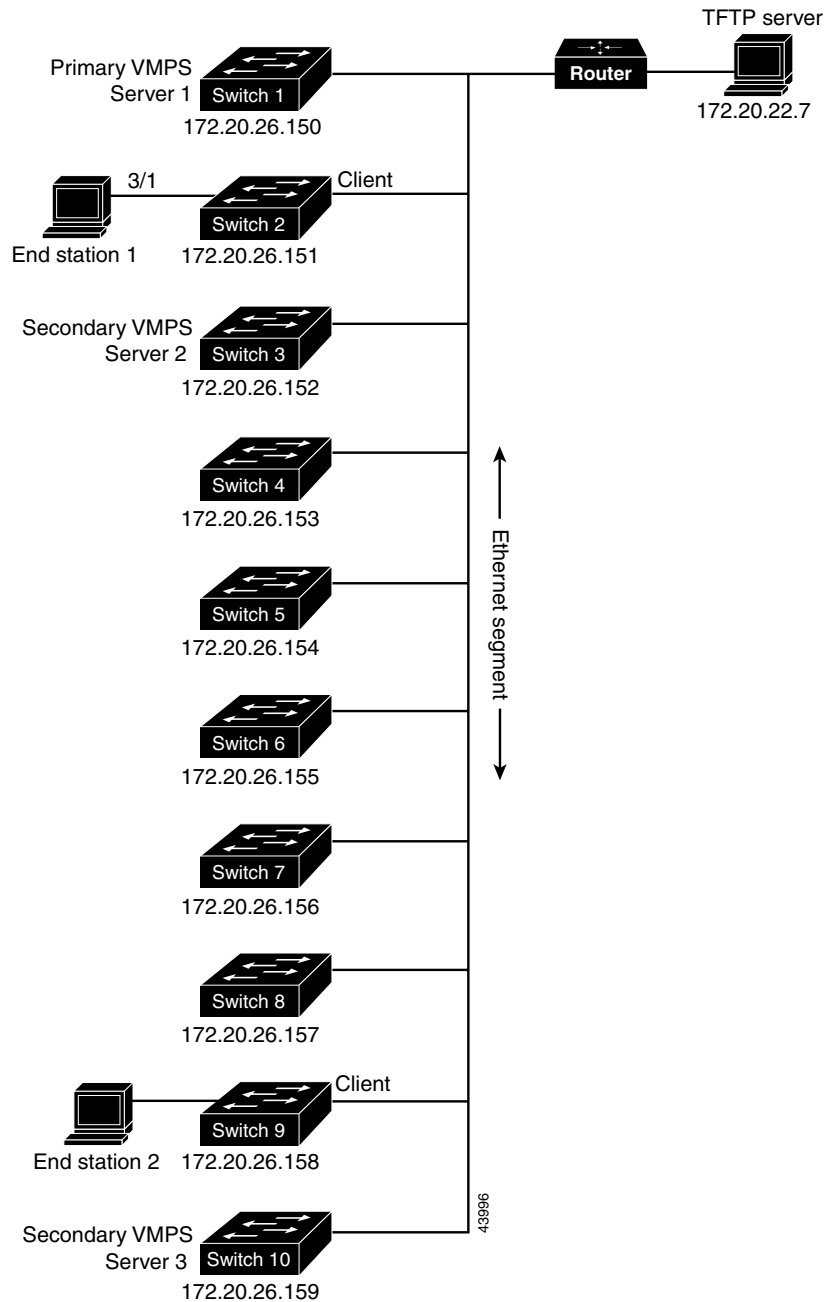 TFTP server
Router
172.20.22.7
Primary VMPS
Server 1
Switch 1
172.20.26.150
3/1
Client
Switch 2
End station 1
172.20.26.151
Secondary VMPS
Server 2
Switch 3
172.20.26.152
Switch 4
172.20.26.153
Ethernet segment
Switch 5
172.20.26.154
Switch 6
172.20.26.155
Switch 7
172.20.26.156
Switch 8
172.20.26.157
Client
Switch 9
End station 2
172.20.26.158
Secondary VMPS
Server 3
Switch 10
172.20.26.159
43996